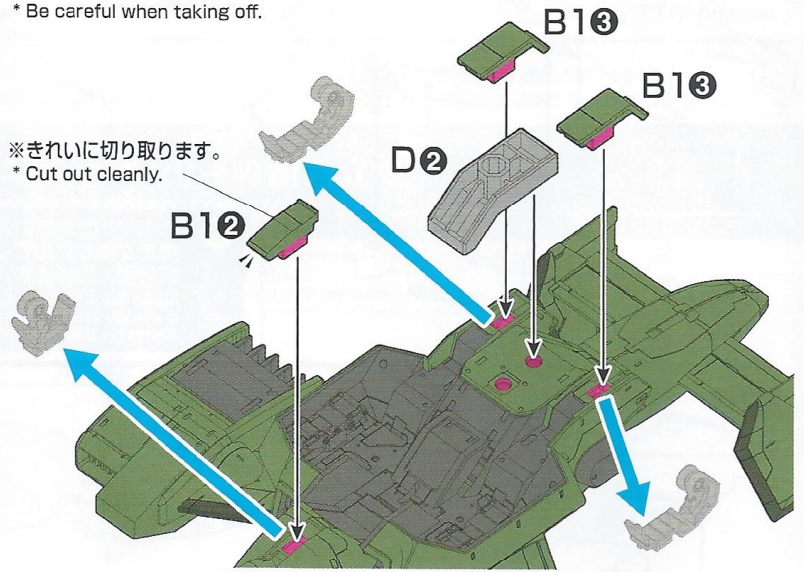 * Be careful when taking off.
B1❸
B1❸
D❷
※きれいに切り取ります。
* Cut out cleanly.
B1❷